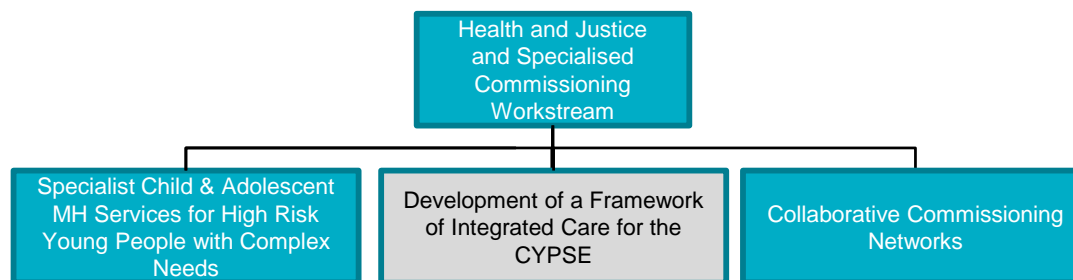 Health and Justice
and Specialised
Commissioning
Workstream
Specialist Child & Adolescent
MH Services for High Risk
Young People with Complex
Needs
Development of a Framework
of Integrated Care for the
CYPSE
Collaborative Commissioning
Networks